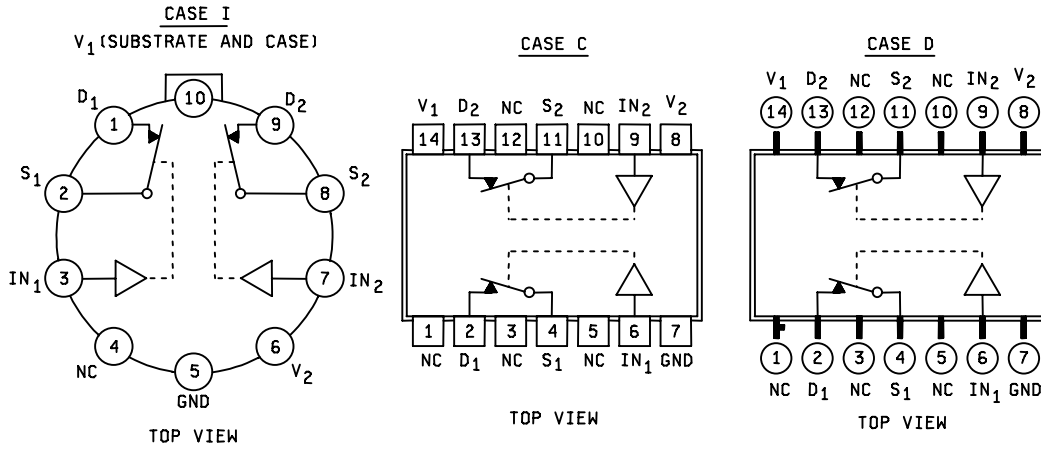 CASE I
V1 (SUBSTRATE AND CASE)
10
D1
D2
1
9
S1
S2
2
8
IN1
3
7
IN2
4
6
NC
5
V2
GND
TOP VIEW
CASE C
V1 D2 NC S2 NC IN2 V2
14 13 12 11 10 9 8
1 2 3 4 5 6 7
NC D1 NC S1 NC IN1 GND
TOP VIEW
CASE D
V1 D2 NC S2 NC IN2 V2
14 13 12 11 10 9 8
1 2 3 4 5 6 7
NC D1 NC S1 NC IN1 GND
TOP VIEW